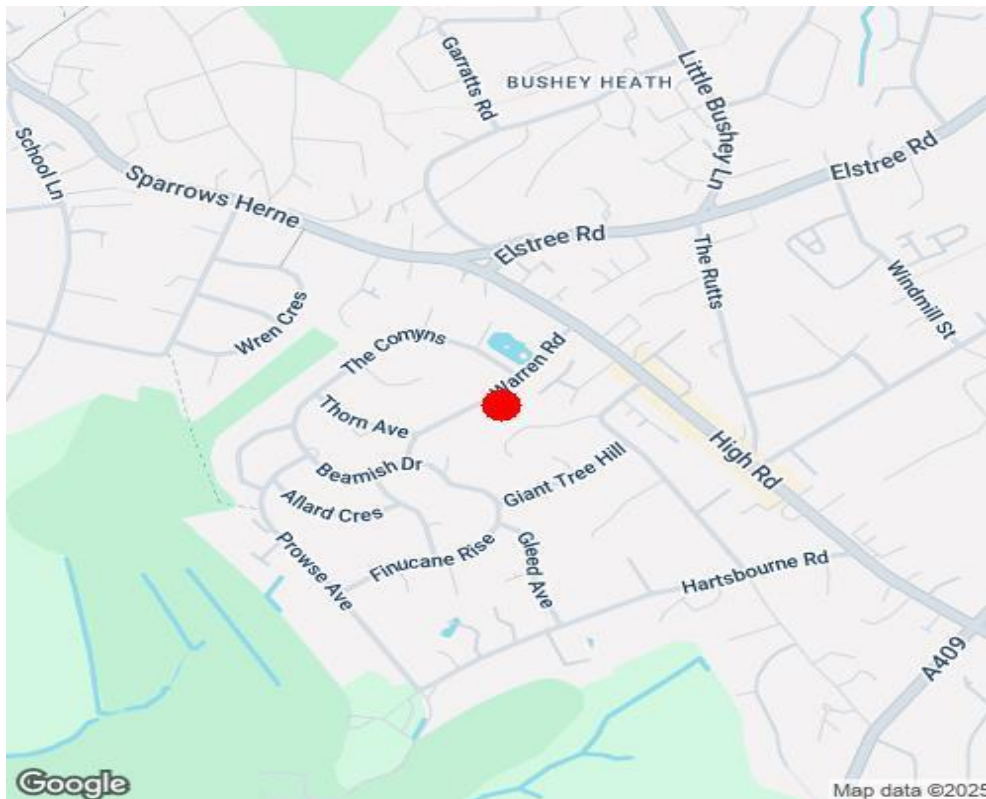 Garratts Rd
BUSHEY HEATH
Little Bushey Ln
School Ln
Sparrows Herne
Elstree Rd
Elstree Rd
The Rutts
Windmill St
Wren Cres
The Comyns
Warren Rd
Thorn Ave
Beamish Dr
High Rd
Giant Tree Hill
Allard Cres
Finucane Rise
Gleed Ave
Prowse Ave
Hartsbourne Rd
A409
Google
Map data ©2025